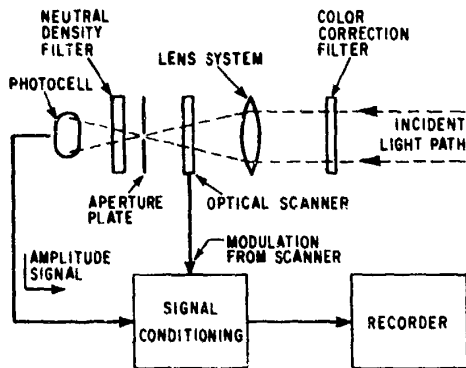 NEUTRAL
DENSITY
FILTER
PHOTOCELL
LENS SYSTEM
COLOR
CORRECTION
FILTER
INCIDENT
LIGHT PATH
APERTURE
PLATE
OPTICAL SCANNER
AMPLITUDE
SIGNAL
MODULATION
FROM SCANNER
SIGNAL
CONDITIONING
RECORDER